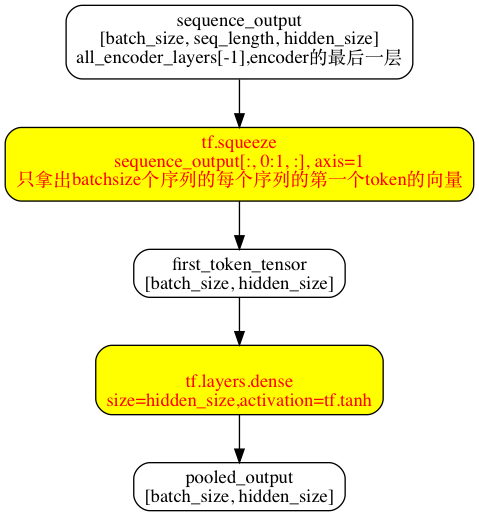 sequence_output
[batch_size, seq_length, hidden_size]
all_encoder_layers[-1],encoder的最后一层
tf.squeeze
sequence_output[:, 0:1, :], axis=1
只拿出batchsize个序列的每个序列的第一个token的向量
first_token_tensor
[batch_size, hidden_size]
tf.layers.dense
size=hidden_size,activation=tf.tanh
pooled_output
[batch_size, hidden_size]